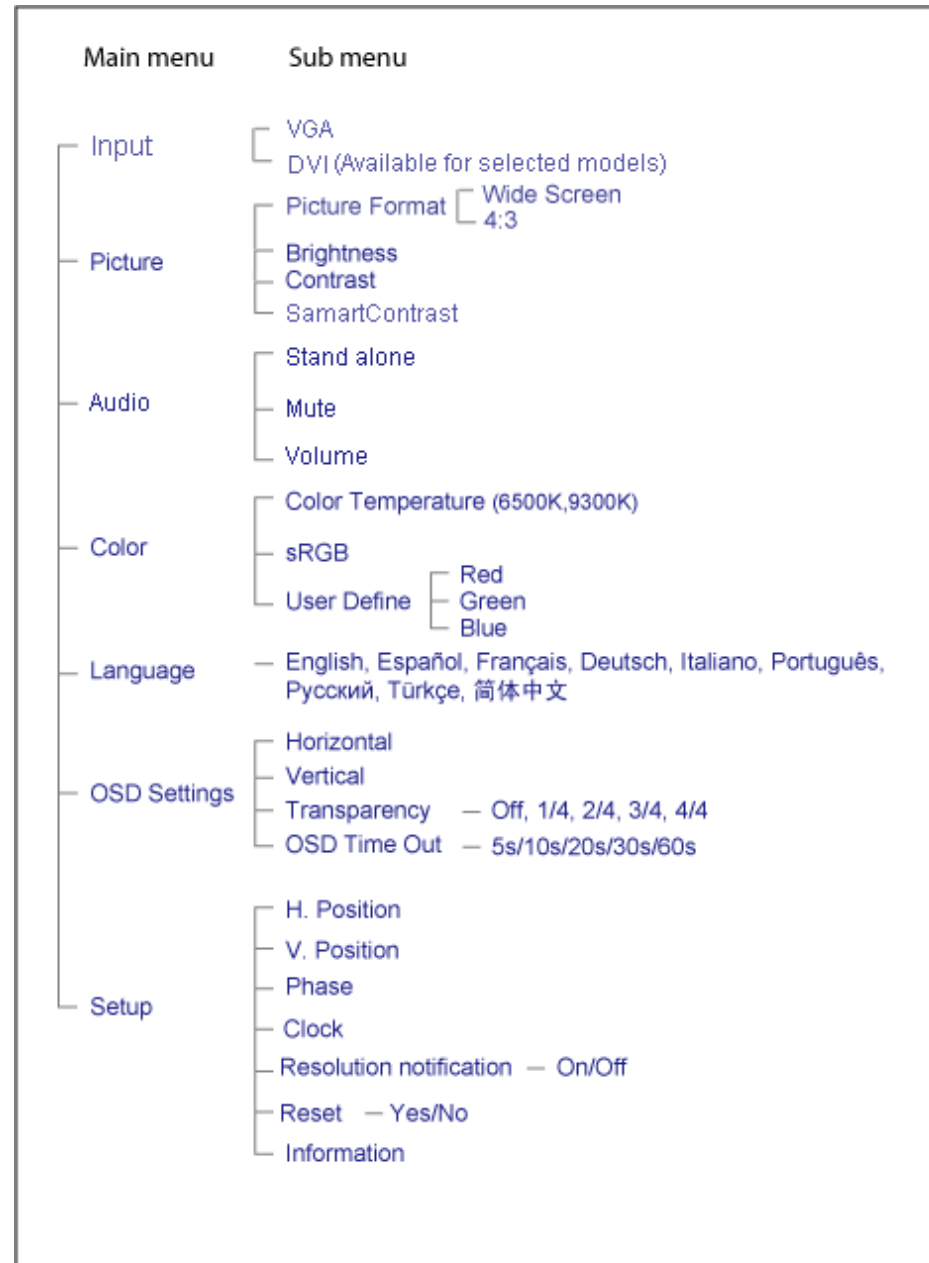 Main menu Sub menu
Input VGA
DVI (Available for selected models)
Picture Format Wide Screen
4:3
Picture Brightness
Contrast
SamartContrast
Stand alone
Audio Mute
Volume
Color Temperature (6500K,9300K)
Color sRGB
Red
User Define Green
Blue
Language English, Español, Français, Deutsch, Italiano, Português,
Русский, Türkçe, 简体中文
Horizontal
Vertical
OSD Settings Transparency – Off, 1/4, 2/4, 3/4, 4/4
OSD Time Out – 5s/10s/20s/30s/60s
H. Position
V. Position
Phase
Setup Clock
Resolution notification – On/Off
Reset – Yes/No
Information